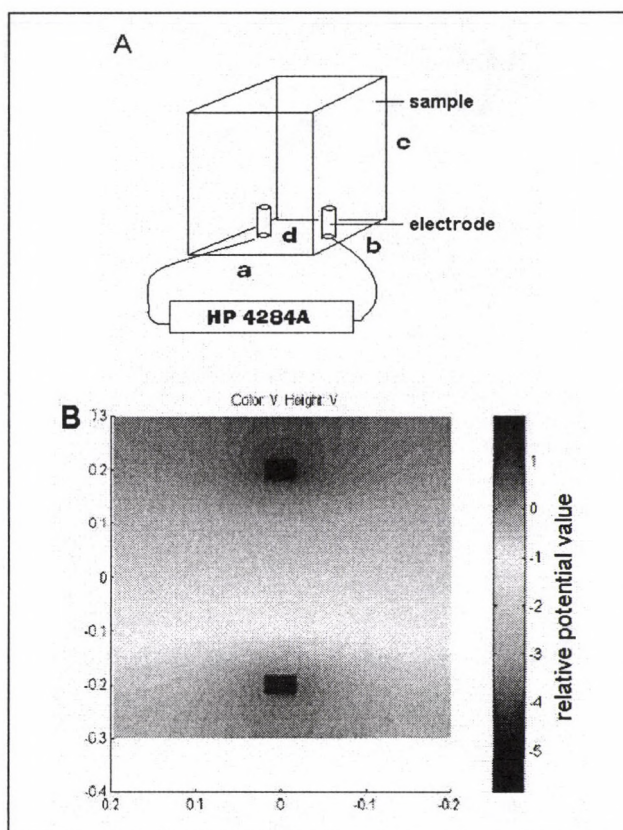 A
sample
c
electrode
d
b
a
HP 4284A
B
Color: V Height: V
0.3
0.2
0.1
0
-0.1
-0.2
-0.3
-0.4
0.2
0.1
0
-0.1
-0.2
1
0
-1
-2
-3
-4
-5
relative potential value